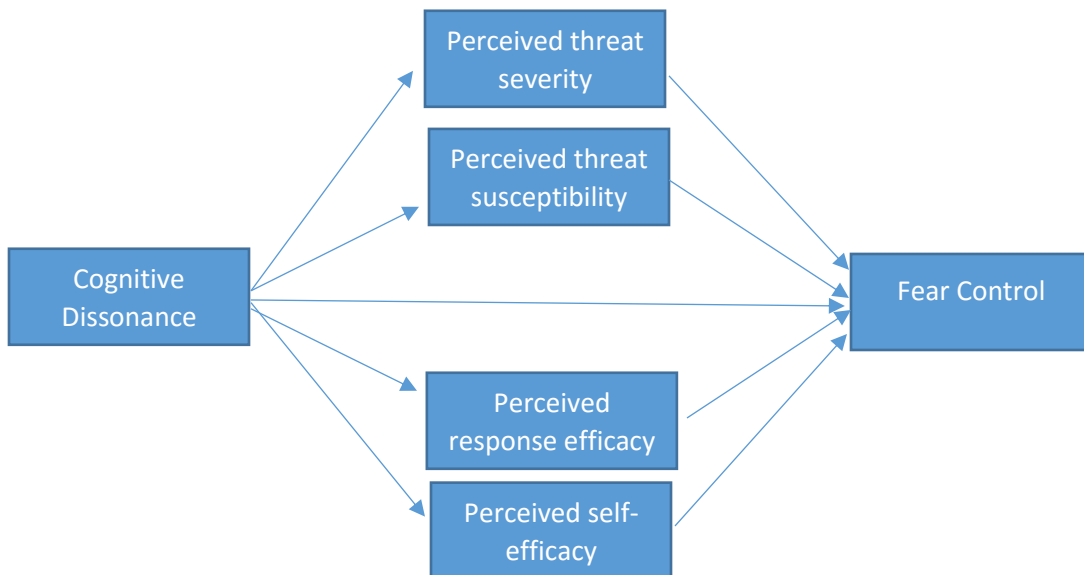 Perceived threat
severity
Perceived threat
susceptibility
Cognitive
Dissonance
Fear Control
Perceived
response efficacy
Perceived self-
efficacy